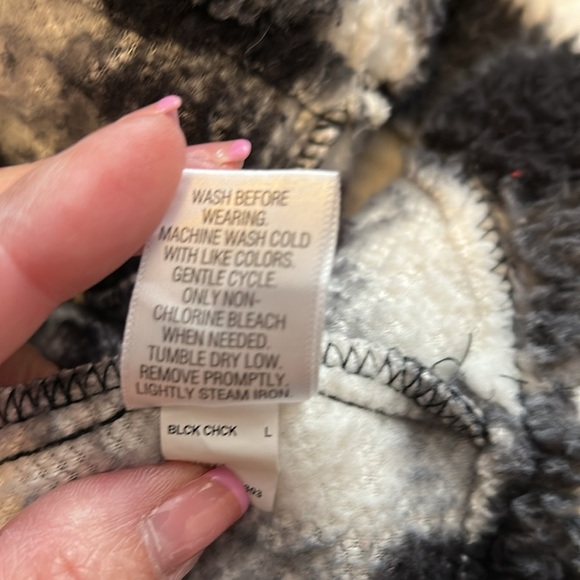 WASH BEFORE
WEARING.
MACHINE WASH COLD
WITH LIKE COLORS.
GENTLE CYCLE.
ONLY NON-
CHLORINE BLEACH
WHEN NEEDED.
TUMBLE DRY LOW.
REMOVE PROMPTLY.
LIGHTLY STEAM IRON.
BLCK CHCK L